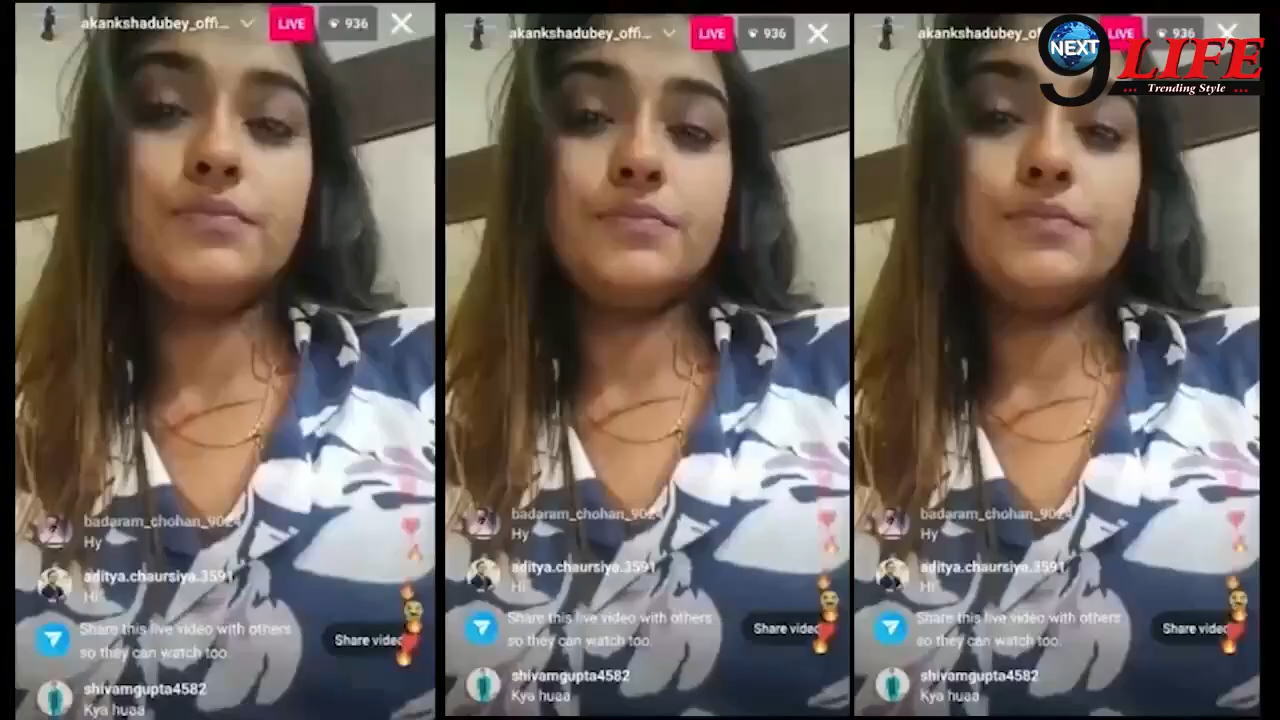 akankshadubey_offi...
LIVE
936
badaram_chohan_9024
Hy
aditya.chaursiya.3591
Hi
Share this live video with others
so they can watch too.
Share video
shivamgupta4582
Kya huaa
akankshadubey_offi...
LIVE
936
badaram_chohan_9024
Hy
aditya.chaursiya.3591
Hi
Share this live video with others
so they can watch too.
Share video
shivamgupta4582
Kya huaa
akankshadubey_of
LIVE
936
badaram_chohan_9024
Hy
aditya.chaursiya.3591
Hi
Share this live video with others
so they can watch too.
Share video
shivamgupta4582
Kya huaa
NEXT
9 LIFE
... Trending Style ...